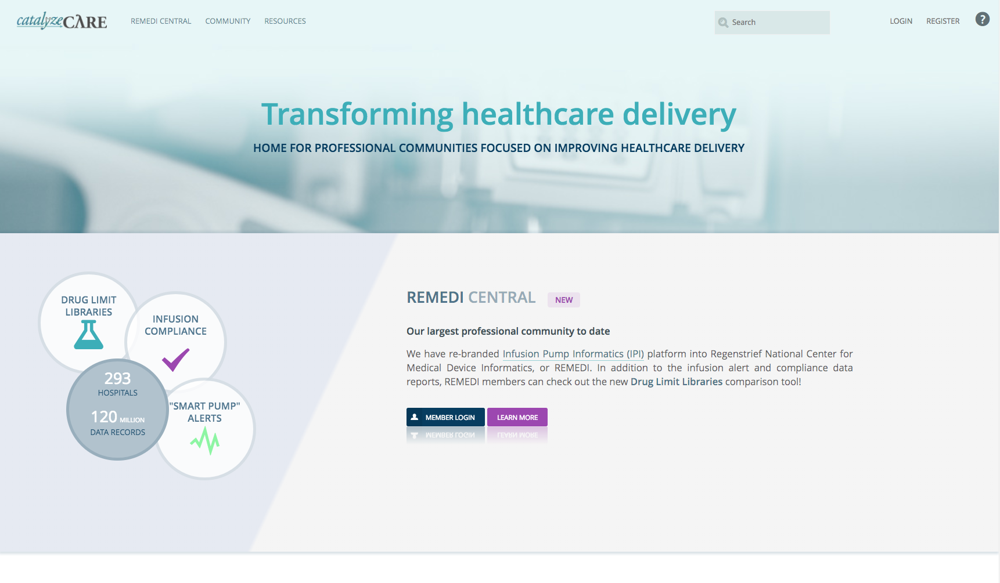 catalyzeCARE
REMEDI CENTRAL
COMMUNITY
RESOURCES
Search
LOGIN
REGISTER
?
Transforming healthcare delivery
HOME FOR PROFESSIONAL COMMUNITIES FOCUSED ON IMPROVING HEALTHCARE DELIVERY
DRUG LIMIT
LIBRARIES
INFUSION
COMPLIANCE
293
HOSPITALS
120 MILLION
DATA RECORDS
"SMART PUMP"
ALERTS
REMEDI CENTRAL NEW
Our largest professional community to date
We have re-branded Infusion Pump Informatics (IPI) platform into Regenstrief National Center for
Medical Device Informatics, or REMEDI. In addition to the infusion alert and compliance data
reports, REMEDI members can check out the new Drug Limit Libraries comparison tool!
MEMBER LOGIN
LEARN MORE